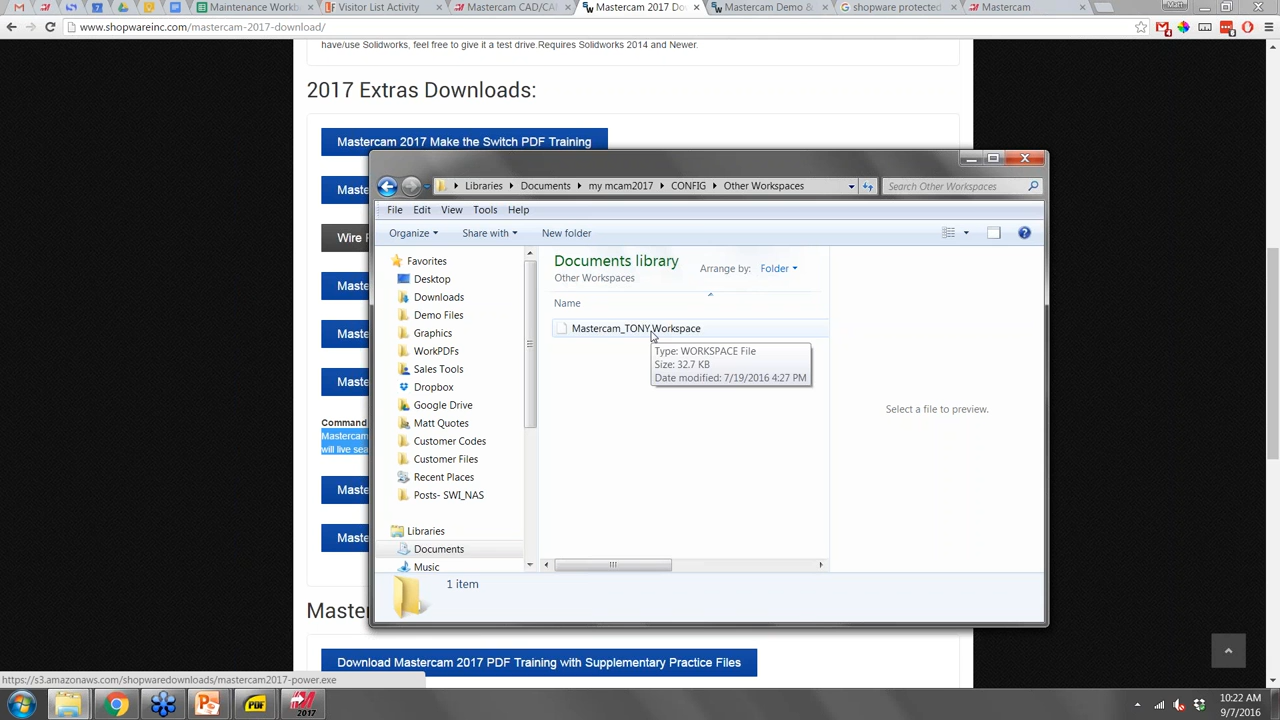 Maintenance Workb
Visitor List Activity
Mastercam CAD/CA
Mastercam 2017 Do
Mastercam Demo &
shopware protected
Mastercam
www.shopwareinc.com/mastercam-2017-download/
have/use Solidworks, feel free to give it a test drive.Requires Solidworks 2014 and Newer.
2017 Extras Downloads:
Mastercam 2017 Make the Switch PDF Training
Libraries
Documents
my mcam2017
CONFIG
Other Workspaces
Search Other Workspaces
Maste
File Edit View Tools Help
Organize Share with New folder
Wire
Favorites
Desktop
Downloads
Demo Files
Graphics
WorkPDFs
Sales Tools
Dropbox
Google Drive
Matt Quotes
Customer Codes
Customer Files
Recent Places
Posts- SWI_NAS
Libraries
Documents
Music
Documents library
Other Workspaces
Arrange by: Folder
Name
Mastercam_TONY.Workspace
Type: WORKSPACE File
Size: 32.7 KB
Date modified: 7/19/2016 4:27 PM
Select a file to preview.
1 item
Maste
Maste
Maste
Command
Mastercam
will live sea
Maste
Maste
Maste
Download Mastercam 2017 PDF Training with Supplementary Practice Files
https://s3.amazonaws.com/shopwaredownloads/mastercam2017-power.exe
PDF
2017
10:22 AM
9/7/2016